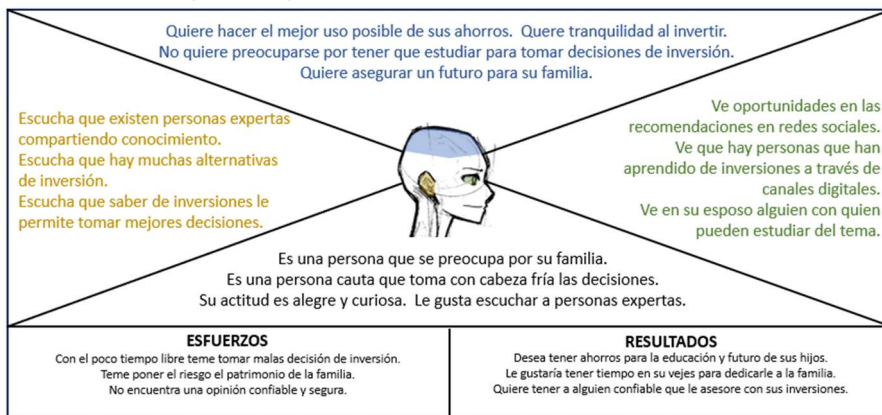 Quiere hacer el mejor uso posible de sus ahorros.  Quere tranquilidad al invertir.
No quiere preocuparse por tener que estudiar para tomar decisiones de inversión.
Quiere asegurar un futuro para su familia.
Escucha que existen personas expertas
compartiendo conocimiento.
Escucha que hay muchas alternativas
de inversión.
Escucha que saber de inversiones le
permite tomar mejores decisiones.
Ve oportunidades en las
recomendaciones en redes sociales.
Ve que hay personas que han
aprendido de inversiones a través de
canales digitales.
Ve en su esposo alguien con quien
pueden estudiar del tema.
Es una persona que se preocupa por su familia.
Es una persona cauta que toma con cabeza fría las decisiones.
Su actitud es alegre y curiosa.  Le gusta escuchar a personas expertas.
ESFUERZOS
Con el poco tiempo libre teme tomar malas decisión de inversión.
Teme poner el riesgo el patrimonio de la familia.
No encuentra una opinión confiable y segura.
RESULTADOS
Desea tener ahorros para la educación y futuro de sus hijos.
Le gustaría tener tiempo en su vejes para dedicarle a la familia.
Quiere tener a alguien confiable que le asesore con sus inversiones.